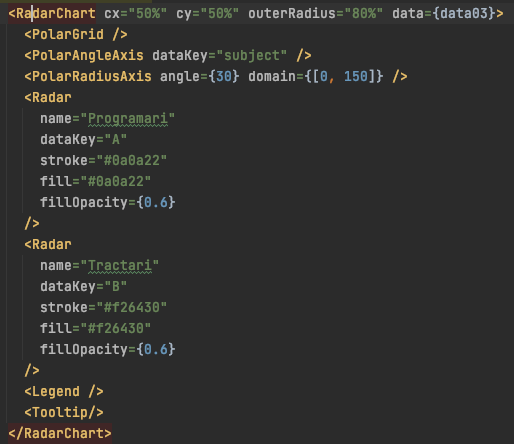 <RadarChart cx="50%" cy="50%" outerRadius="80%" data={data03}>
<PolarGrid />
<PolarAngleAxis dataKey="subject" />
<PolarRadiusAxis angle={30} domain={[0, 150]} />
<Radar
name="Programari"
dataKey="A"
stroke="#0a0a22"
fill="#0a0a22"
fillOpacity={0.6}
/>
<Radar
name="Tractari"
dataKey="B"
stroke="#f26430"
fill="#f26430"
fillOpacity={0.6}
/>
<Legend />
<Tooltip/>
</RadarChart>